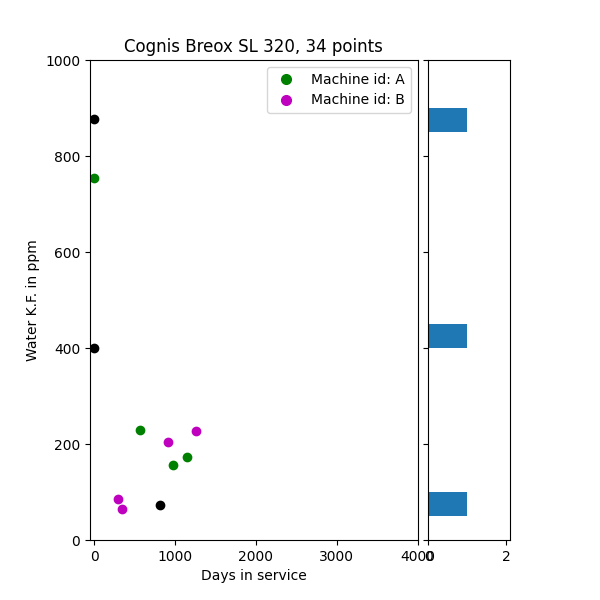 Cognis Breox SL 320, 34 points
Machine id: A
Machine id: B
1000
800
600
400
200
0
Water K.F. in ppm
0
1000
2000
3000
4000
0
2
Days in service